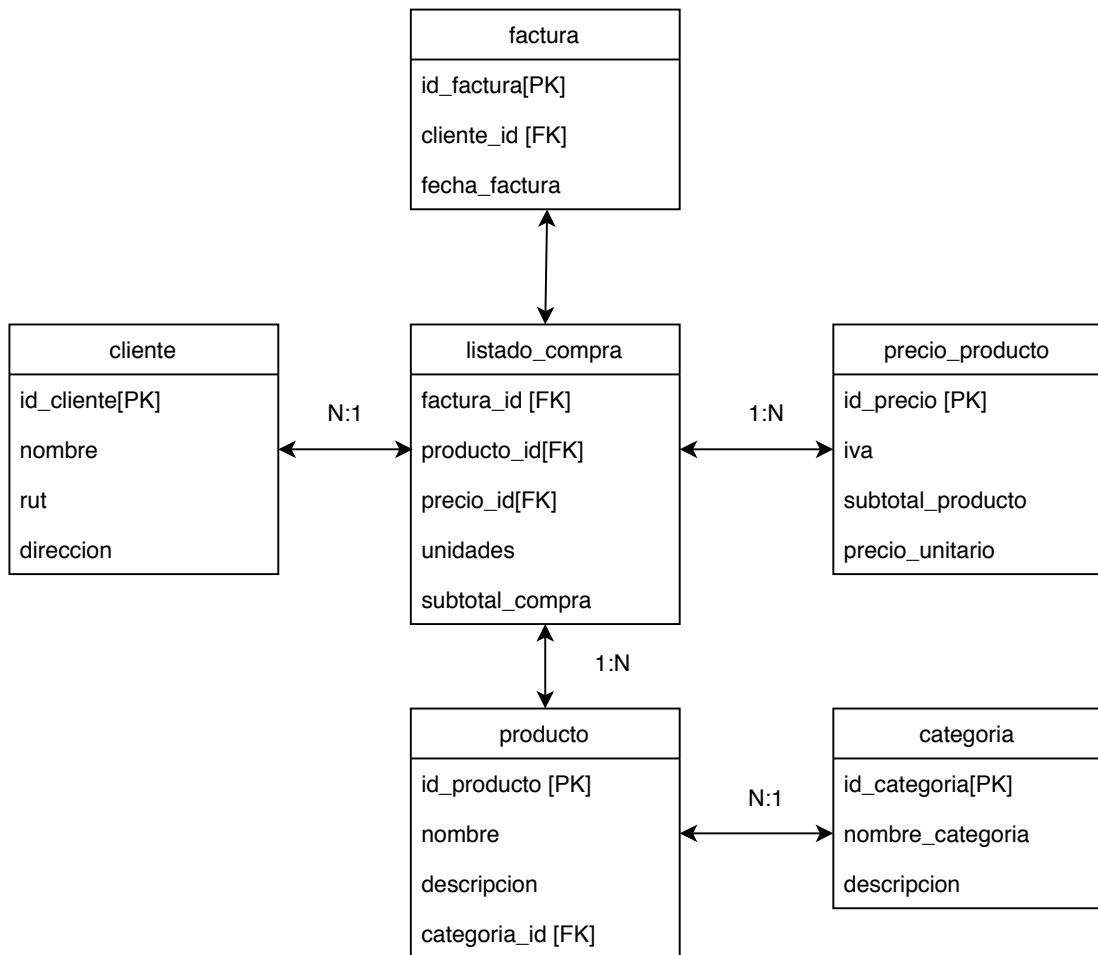 factura
id_factura[PK]
cliente_id [FK]
fecha_factura
cliente
id_cliente[PK]
nombre
rut
direccion
N:1
listado_compra
factura_id [FK]
producto_id[FK]
precio_id[FK]
unidades
subtotal_compra
1:N
precio_producto
id_precio [PK]
iva
subtotal_producto
precio_unitario
1:N
producto
id_producto [PK]
nombre
descripcion
categoria_id [FK]
N:1
categoria
id_categoria[PK]
nombre_categoria
descripcion